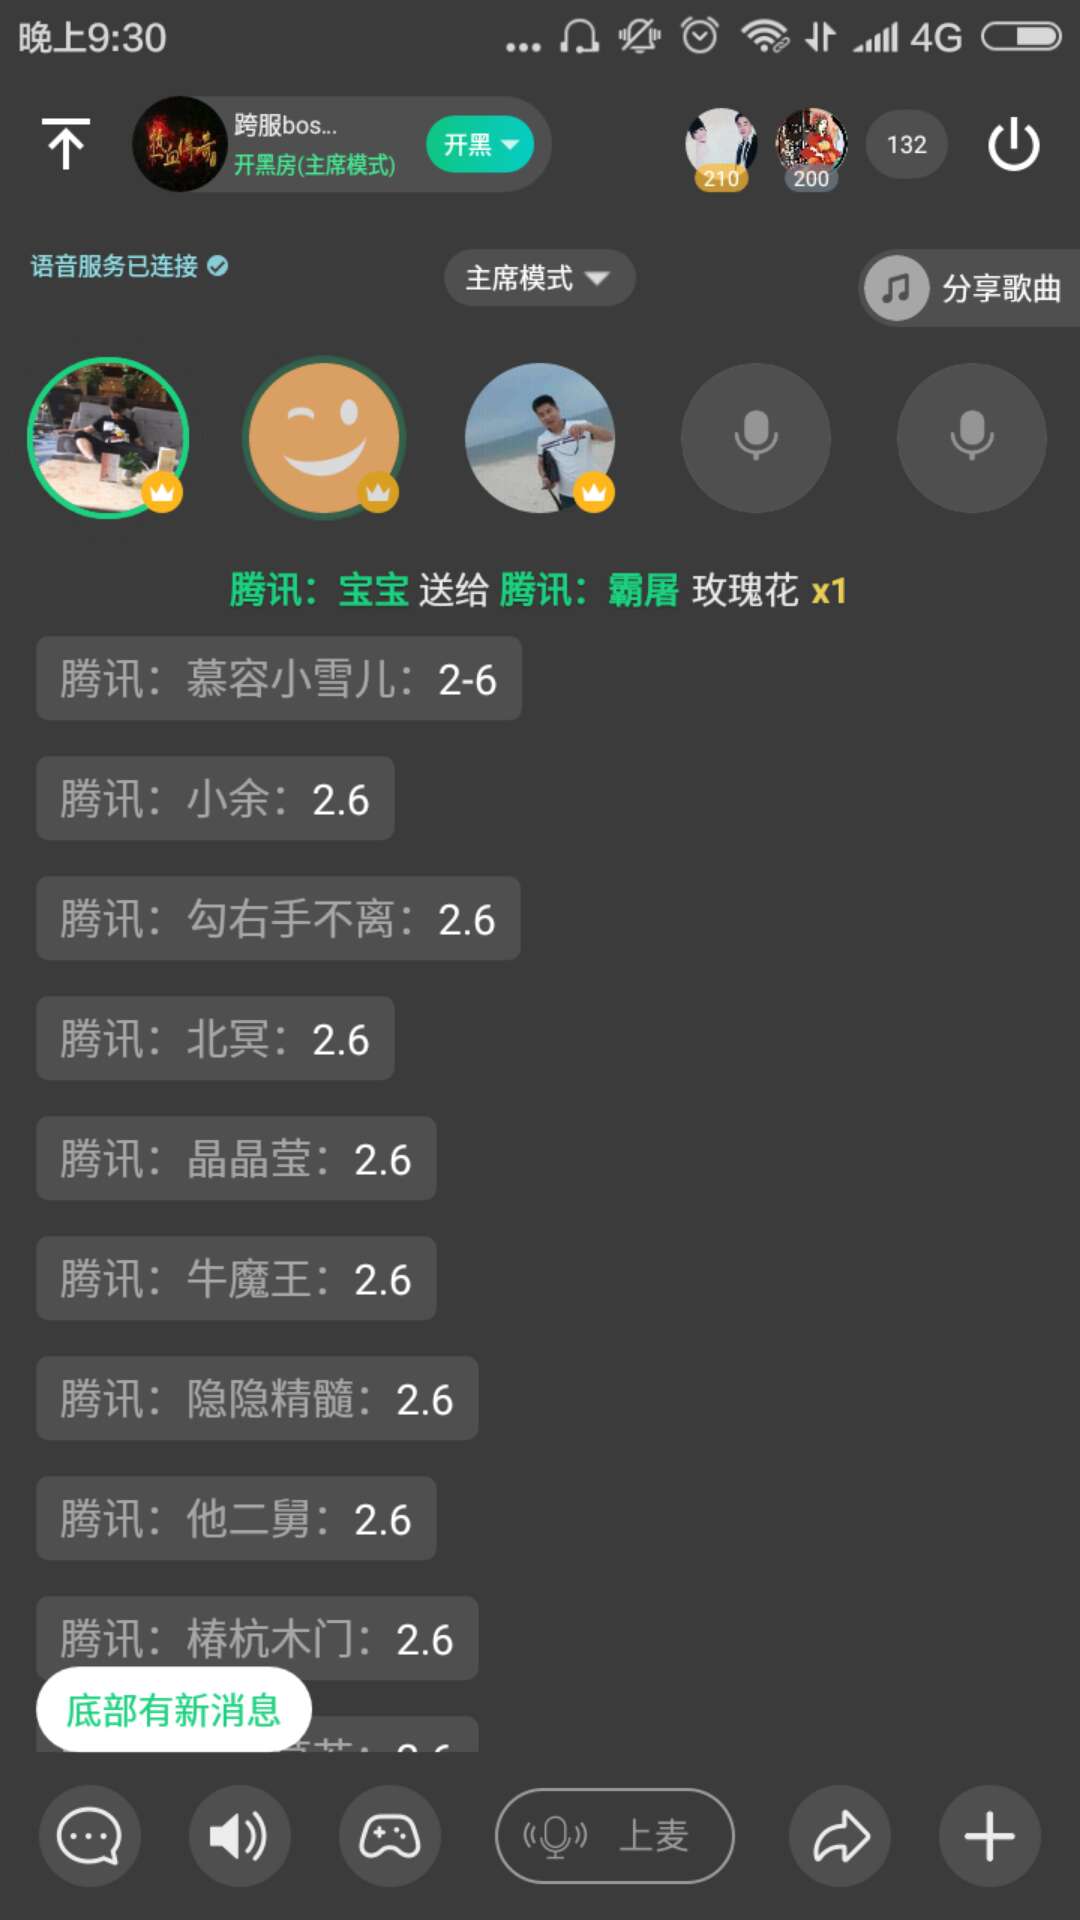 晚上9:30
4G
热血传奇
跨服bos...
开黑房(主席模式)
开黑
210
200
132
语音服务已连接
主席模式
分享歌曲
腾讯：宝宝 送给 腾讯：霸屠 玫瑰花 x1
腾讯：慕容小雪儿：2-6
腾讯：小余：2.6
腾讯：勾右手不离：2.6
腾讯：北冥：2.6
腾讯：晶晶莹：2.6
腾讯：牛魔王：2.6
腾讯：隐隐精髓：2.6
腾讯：他二舅：2.6
腾讯：椿杭木门：2.6
底部有新消息
上麦